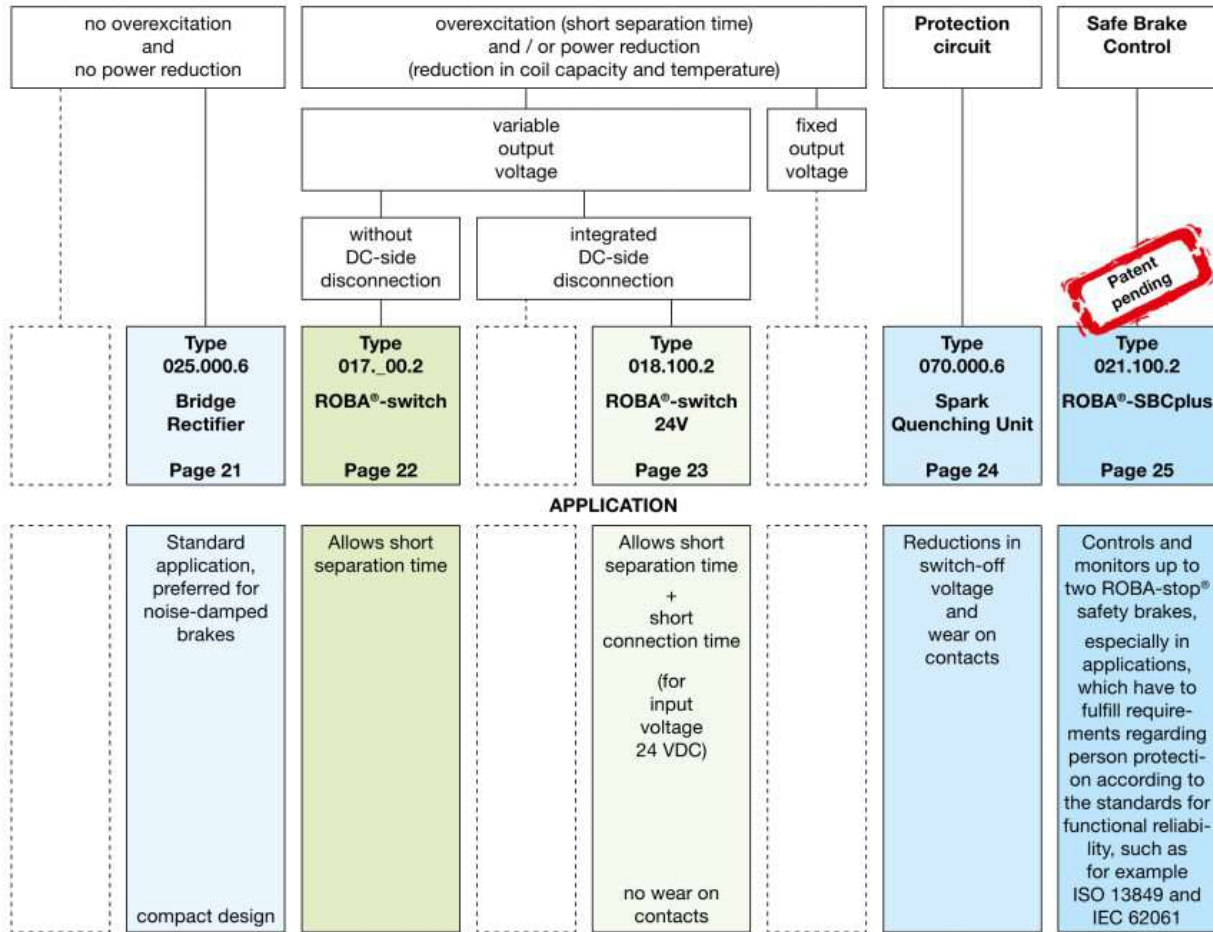 no overexcitation
and
no power reduction
overexcitation (short separation time)
and / or power reduction
(reduction in coil capacity and temperature)
Protection
circuit
Safe Brake
Control
variable
output
voltage
fixed
output
voltage
without
DC-side
disconnection
integrated
DC-side
disconnection
Patent
pending
Type
025.000.6
Bridge
Rectifier
Page 21
Type
017._00.2
ROBA®-switch
Page 22
Type
018.100.2
ROBA®-switch
24V
Page 23
Type
070.000.6
Spark
Quenching Unit
Page 24
Type
021.100.2
ROBA®-SBCplus
Page 25
APPLICATION
Standard
application,
preferred for
noise-damped
brakes
compact design
Allows short
separation time
Allows short
separation time
+
short
connection time
(for
input
voltage
24 VDC)
no wear on
contacts
Reductions in
switch-off
voltage
and
wear on
contacts
Controls and
monitors up to
two ROBA-stop®
safety brakes,
especially in
applications,
which have to
fulfill require-
ments regarding
person protecti-
on according to
the standards for
functional reliabi-
lity, such as
for example
ISO 13849 and
IEC 62061